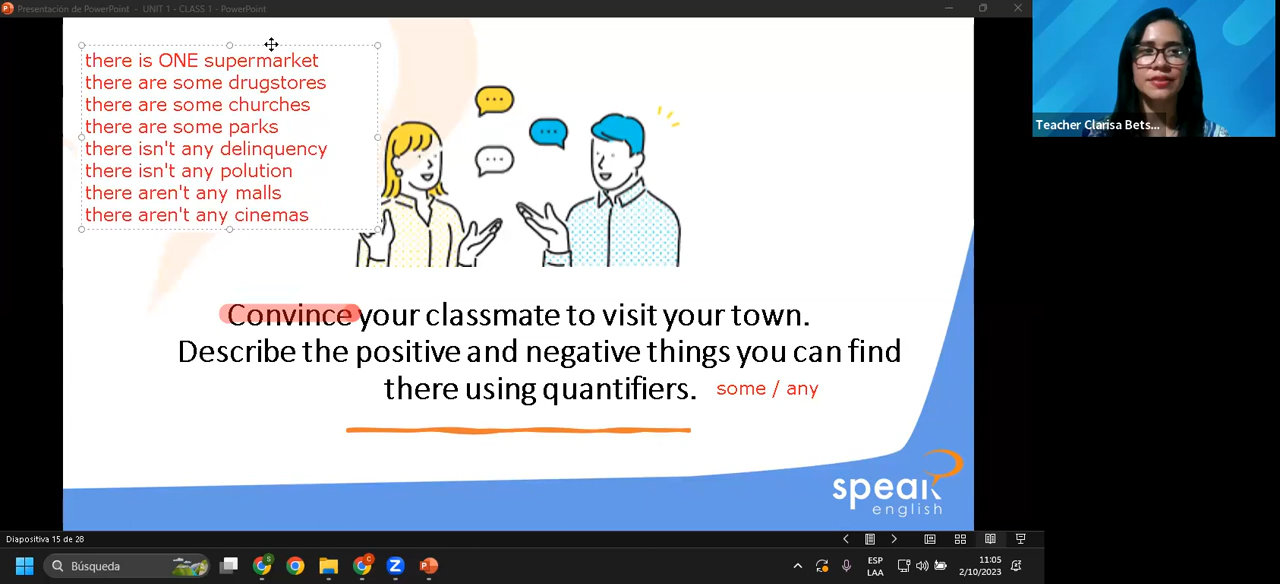 Presentación de PowerPoint - UNIT 1 - CLASS 1 - PowerPoint
there is ONE supermarket
there are some drugstores
there are some churches
there are some parks
there isn't any delinquency
there isn't any polution
there aren't any malls
there aren't any cinemas
Teacher Clarisa Bets...
Convince your classmate to visit your town.
Describe the positive and negative things you can find
there using quantifiers.
some / any
speak
english
Diapositiva 15 de 28
Búsqueda
ESP
LAA
11:05
2/10/2023